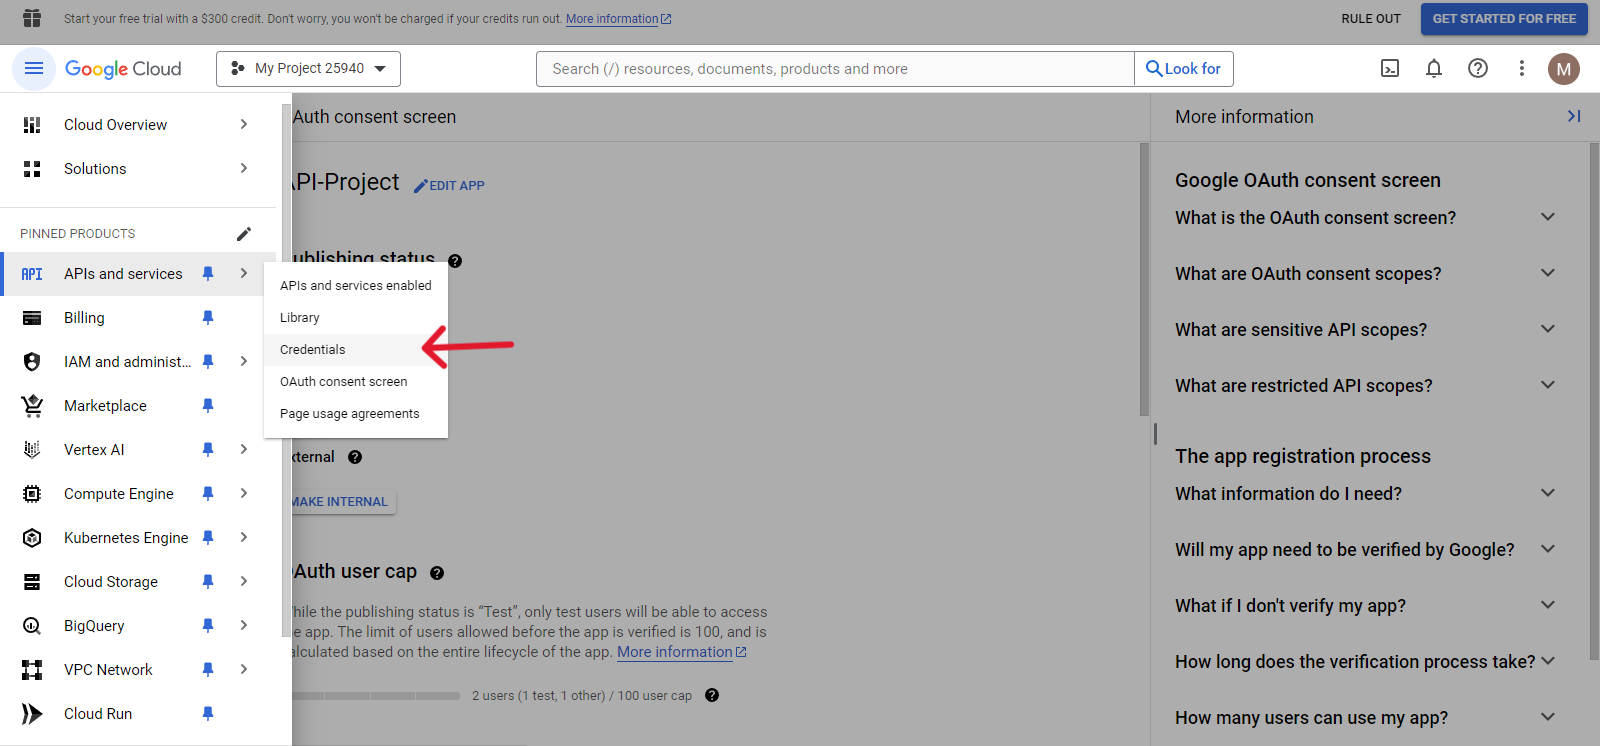 Start your free trial with a $300 credit. Don't worry, you won't be charged if your credits run out. More information
RULE OUT
GET STARTED FOR FREE
Google Cloud
My Project 25940
Search (/) resources, documents, products and more
Look for
M
Cloud Overview
Solutions
PINNED PRODUCTS
API
APIs and services
Billing
IAM and administ...
Marketplace
Vertex AI
Compute Engine
Kubernetes Engine
Cloud Storage
BigQuery
VPC Network
Cloud Run
APIs and services enabled
Library
Credentials
OAuth consent screen
Page usage agreements
Auth consent screen
API-Project
EDIT APP
ublishing status
xternal
MAKE INTERNAL
OAuth user cap
hile the publishing status is “Test”, only test users will be able to access
e app. The limit of users allowed before the app is verified is 100, and is
alculated based on the entire lifecycle of the app. More information
2 users (1 test, 1 other) / 100 user cap
More information
Google OAuth consent screen
What is the OAuth consent screen?
What are OAuth consent scopes?
What are sensitive API scopes?
What are restricted API scopes?
The app registration process
What information do I need?
Will my app need to be verified by Google?
What if I don't verify my app?
How long does the verification process take?
How many users can use my app?